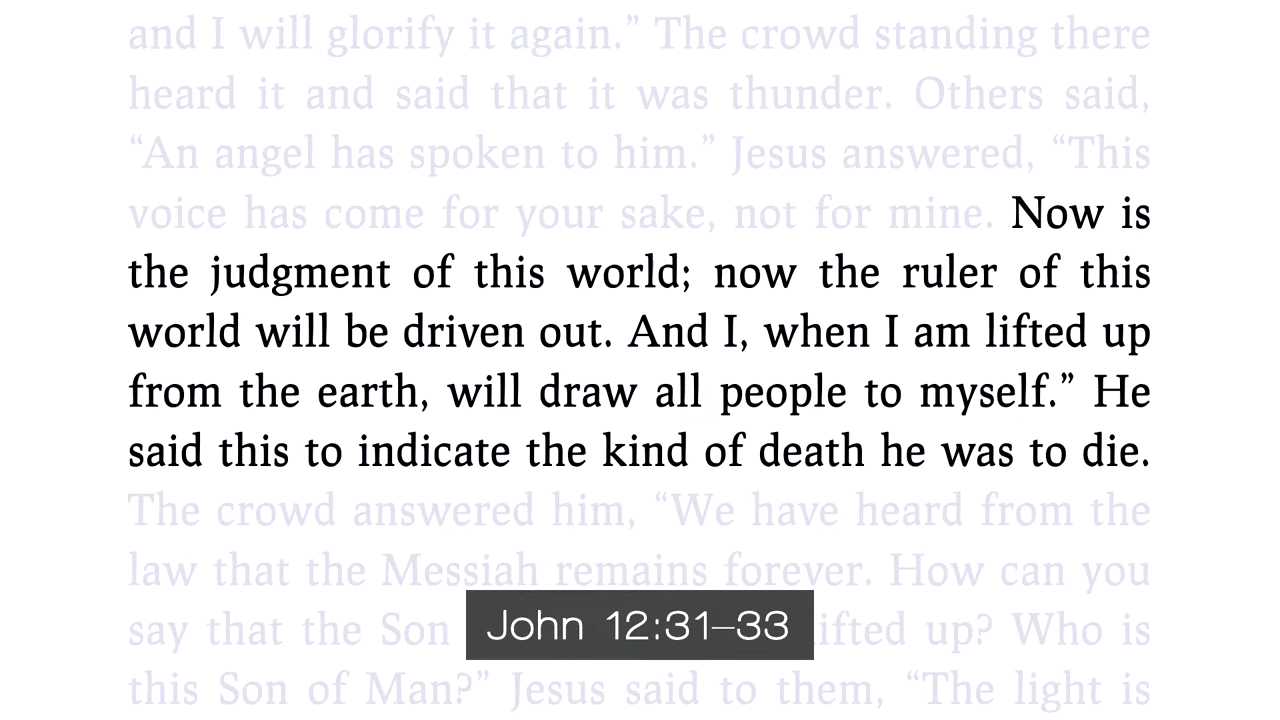 and I will glorify it again.” The crowd standing there
heard it and said that it was thunder. Others said,
“An angel has spoken to him.” Jesus answered, “This
voice has come for your sake, not for mine. Now is
the judgment of this world; now the ruler of this
world will be driven out. And I, when I am lifted up
from the earth, will draw all people to myself.” He
said this to indicate the kind of death he was to die.
The crowd answered him, “We have heard from the
law that the Messiah remains forever. How can you
say that the Son ifted up? Who is
John 12:31–33
this Son of Man?” Jesus said to them, “The light is